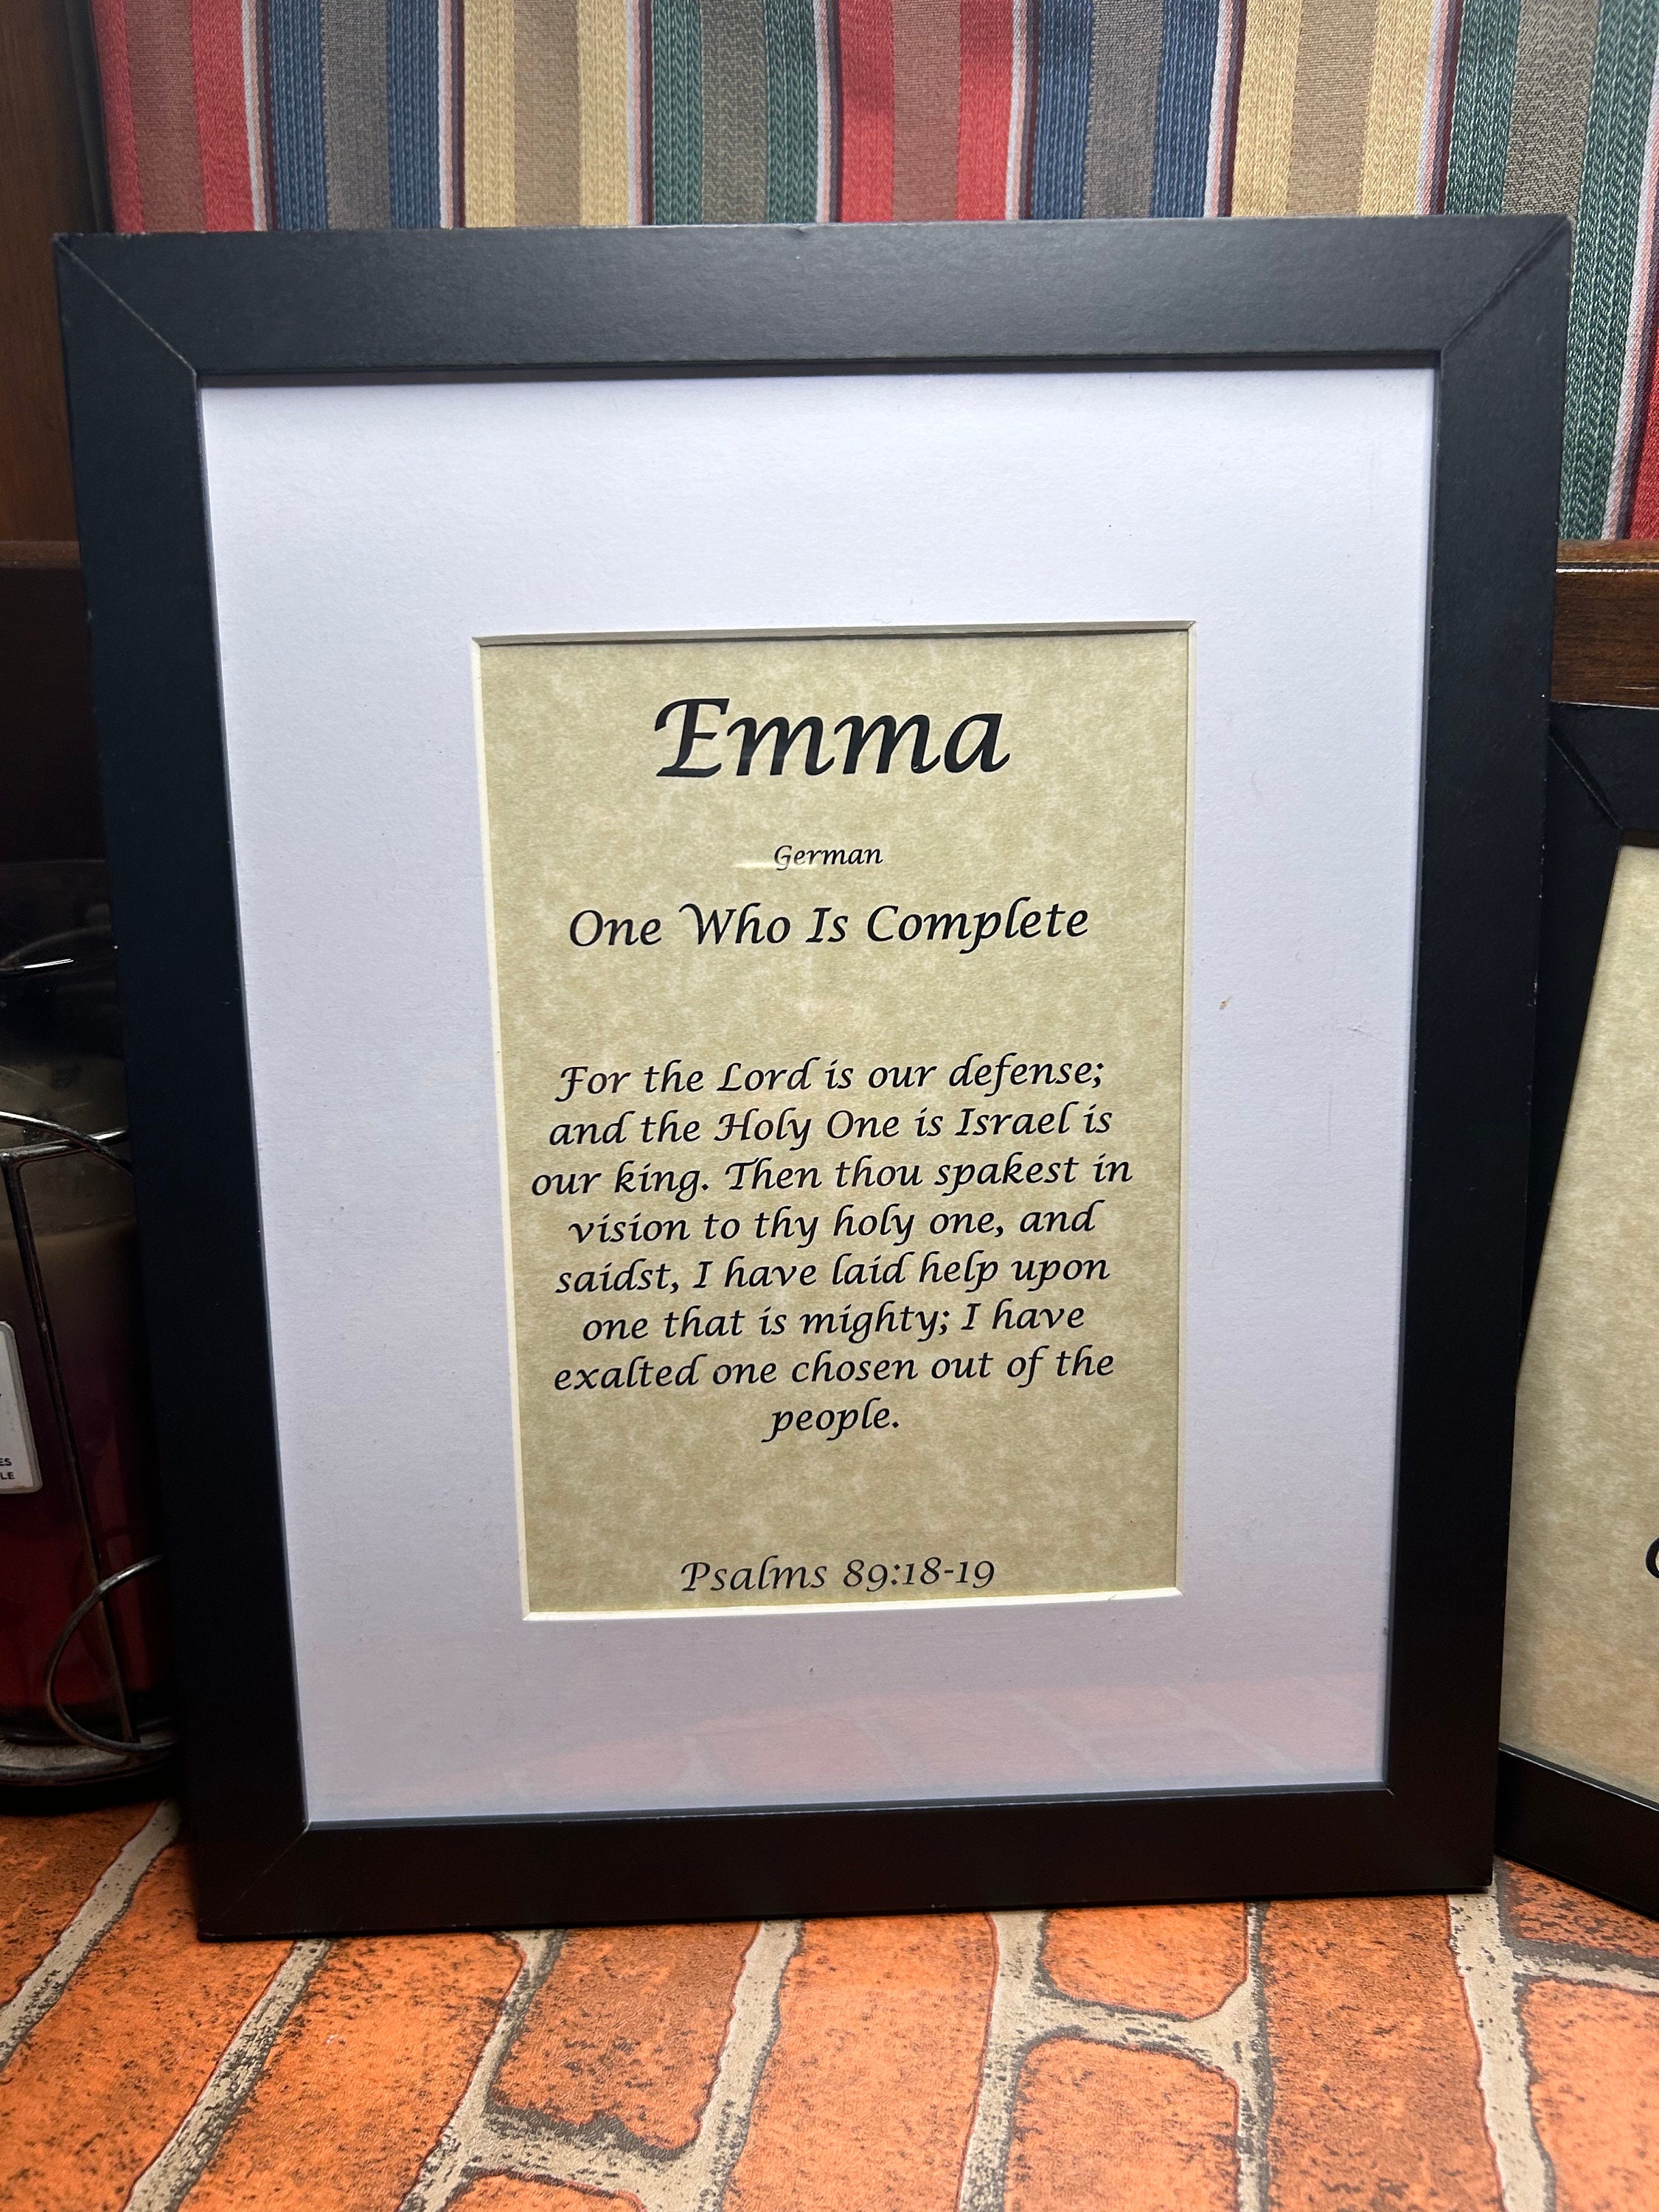 Emma
German
One Who Is Complete
For the Lord is our defense;
and the Holy One is Israel is
our king. Then thou spakest in
vision to thy holy one, and
saidst, I have laid help upon
one that is mighty; I have
exalted one chosen out of the
people.
Psalms 89:18-19